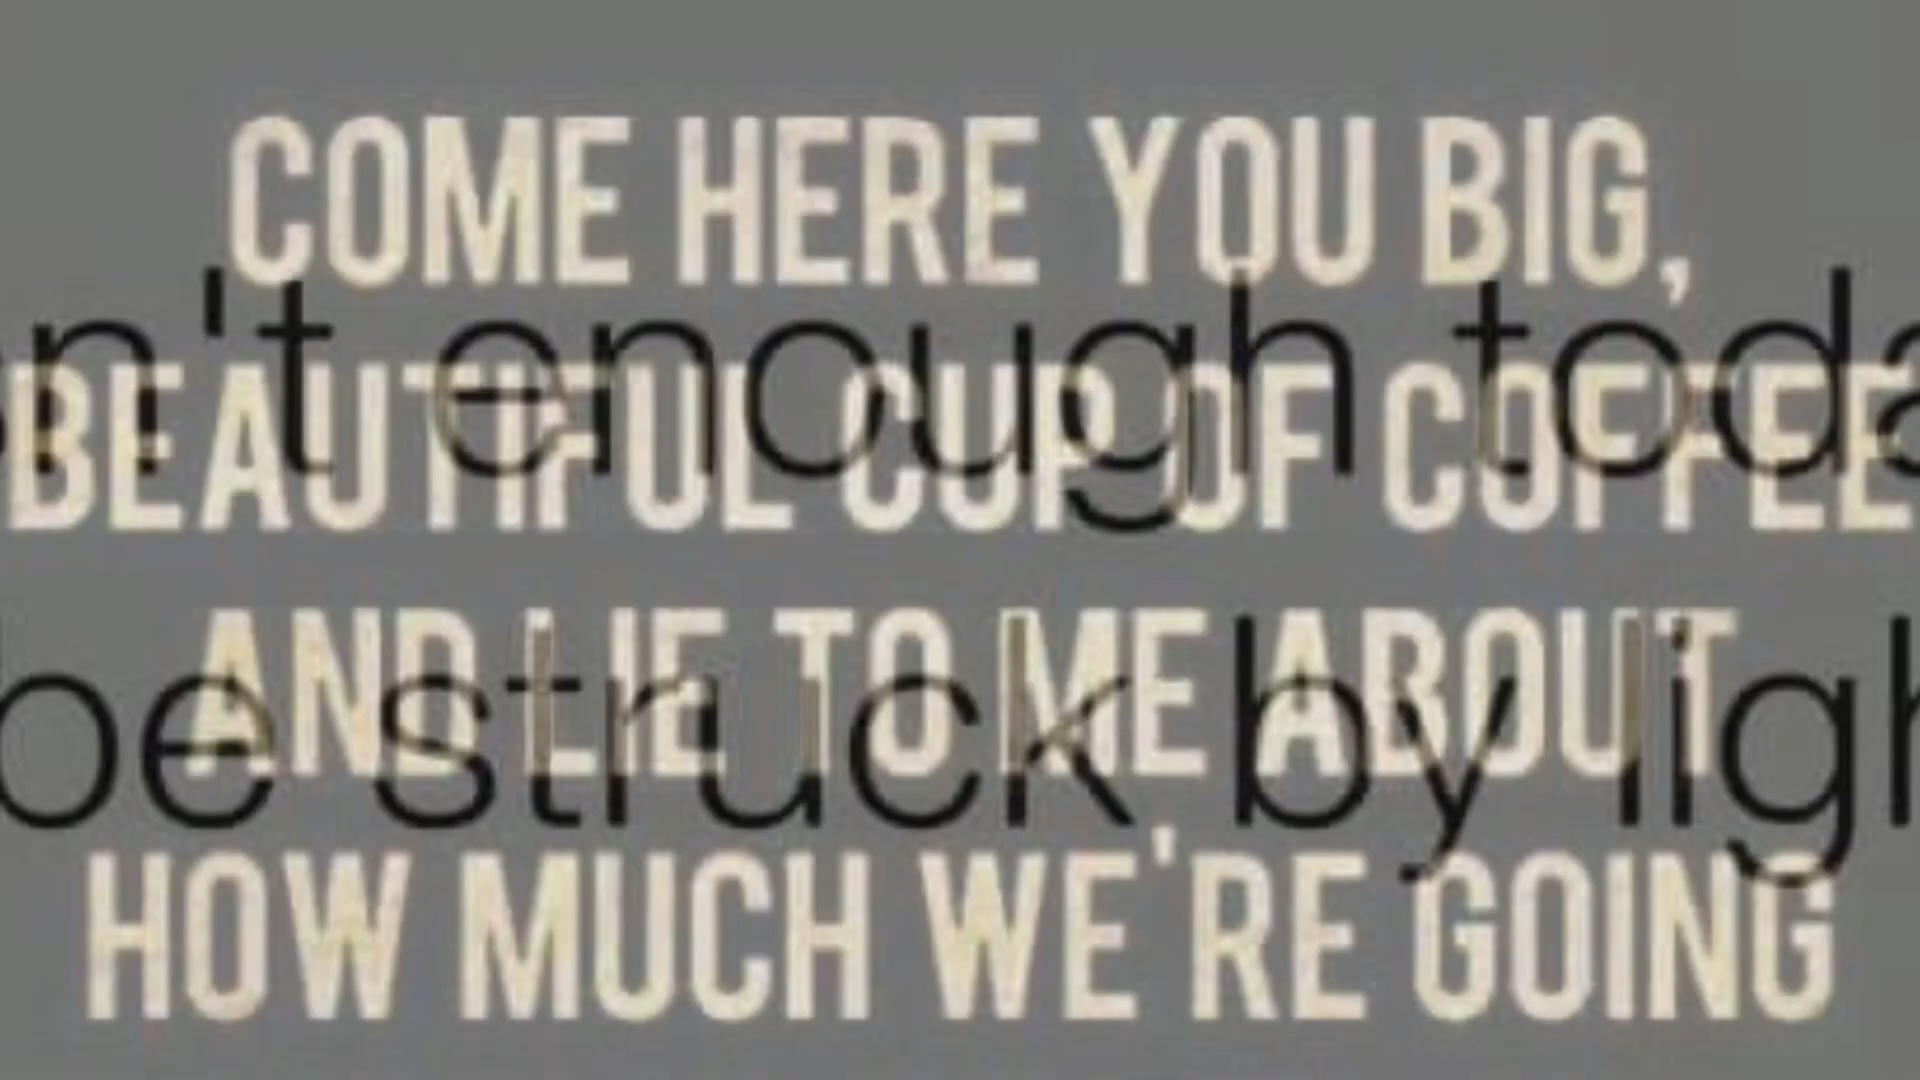 COME HERE YOU BIG,
n't enough toda
BEAUTIFUL CUP OF COFFEE
AND LIE TO ME ABOUT
be struck by ligh
HOW MUCH WE'RE GOING